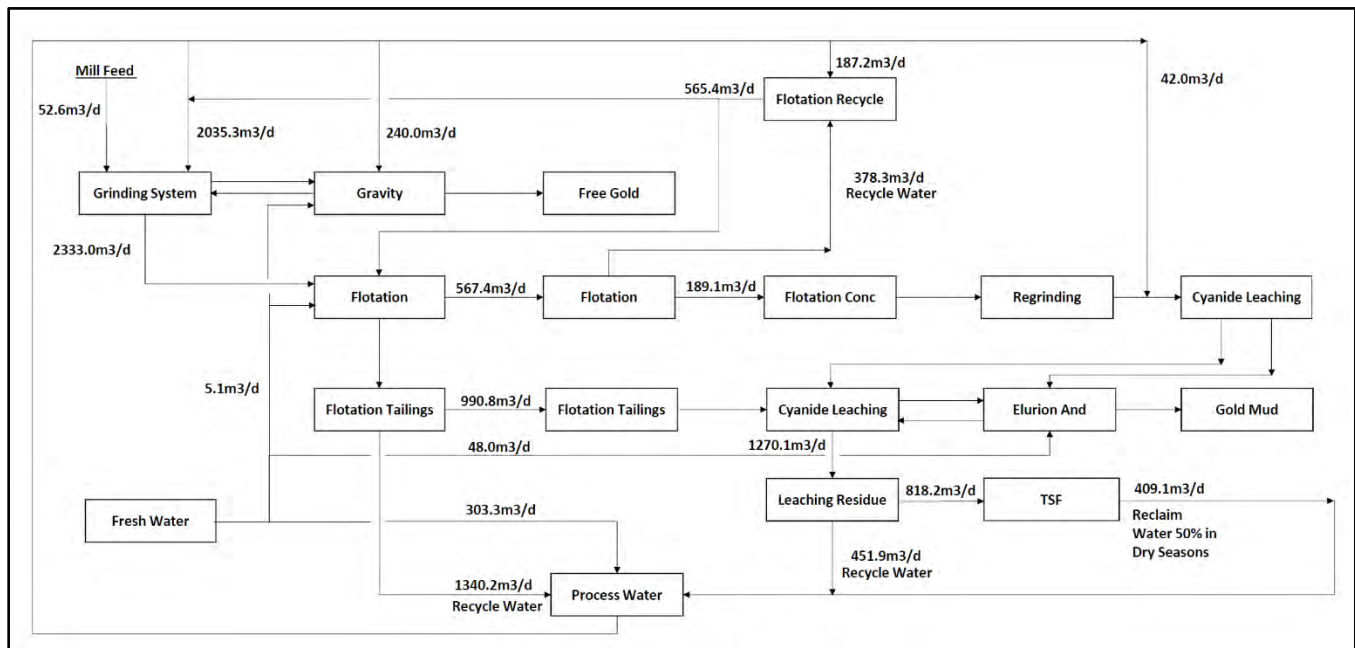 187.2m3/d
Mill Feed
565.4m3/d
42.0m3/d
Flotation Recycle
52.6m3/d
2035.3m3/d
240.0m3/d
378.3m3/d
Recycle Water
Grinding System
Gravity
Free Gold
2333.0m3/d
Flotation
567.4m3/d
Flotation
189.1m3/d
Flotation Conc
Regrinding
Cyanide Leaching
5.1m3/d
Flotation Tailings
990.8m3/d
Flotation Tailings
Cyanide Leaching
Elurion And
Gold Mud
48.0m3/d
1270.1m3/d
Leaching Residue
818.2m3/d
TSF
409.1m3/d
Reclaim
Water 50% in
Dry Seasons
Fresh Water
303.3m3/d
451.9m3/d
Recycle Water
1340.2m3/d
Recycle Water
Process Water